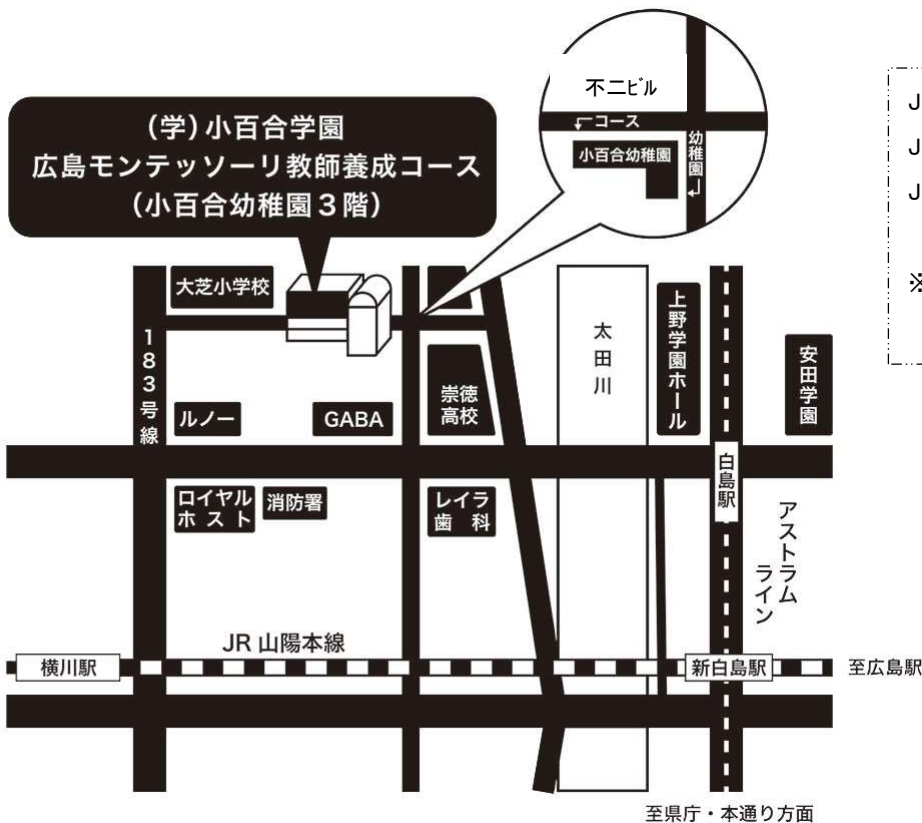 (学)小百合学園
広島モンテッソーリ教師養成コース
(小百合幼稚園3階)
不二ビル
コース
小百合幼稚園
幼稚園
J
J
J
※
大芝小学校
183号線
ルノー
GABA
崇徳
高校
太田川
上野学園ホール
安田学園
白島駅
ロイヤル
ホスト
消防署
レイラ
歯科
アストラム
ライン
JR 山陽本線
横川駅
新白島駅
至広島駅
至県庁・本通り方面